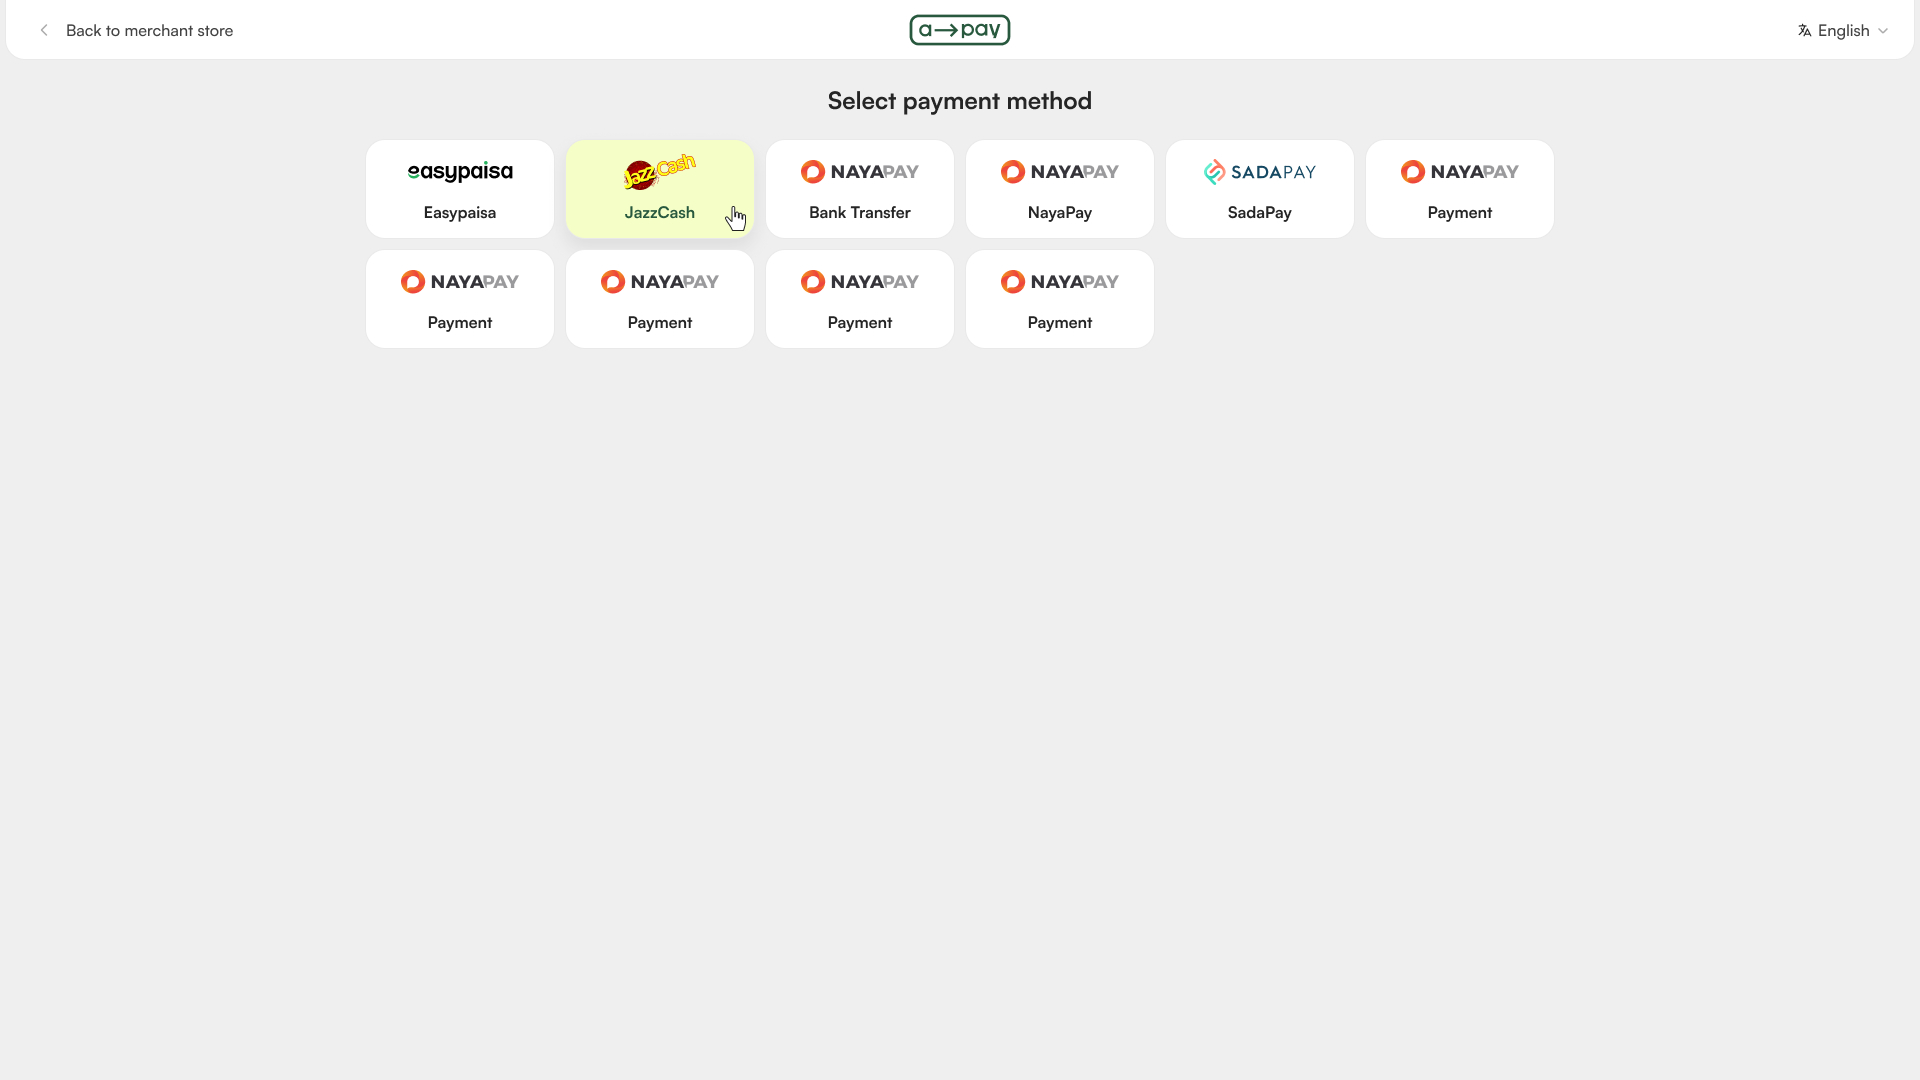 Back to merchant store
a→pay
English
Select payment method
easypaisa
Easypaisa
JazzCash
JazzCash
NAYAPAY
Bank Transfer
NAYAPAY
NayaPay
SADAPAY
SadaPay
NAYAPAY
Payment
NAYAPAY
Payment
NAYAPAY
Payment
NAYAPAY
Payment
NAYAPAY
Payment